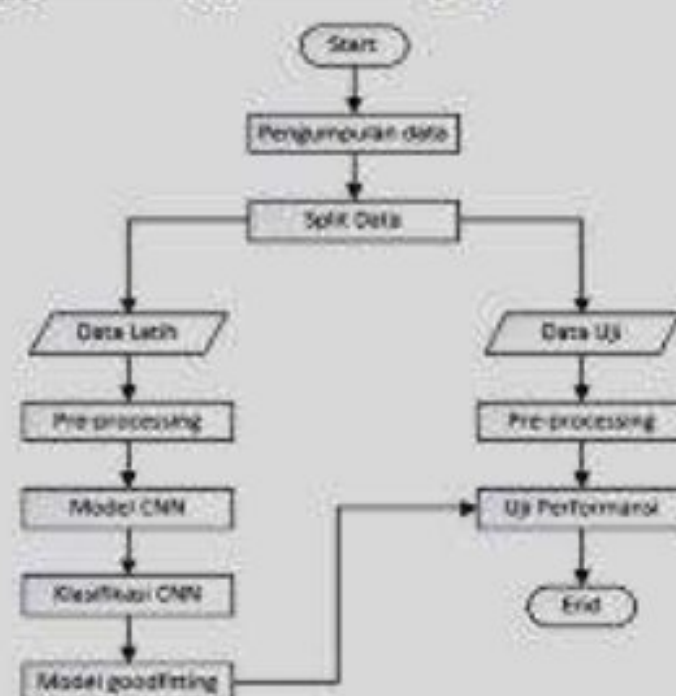 Start
Pengumpulan data
Split Data
Data Latih
Data Uji
Pre-processing
Pre-processing
Model CNN
Uji Performansi
Klasifikasi CNN
End
Model goodfitting